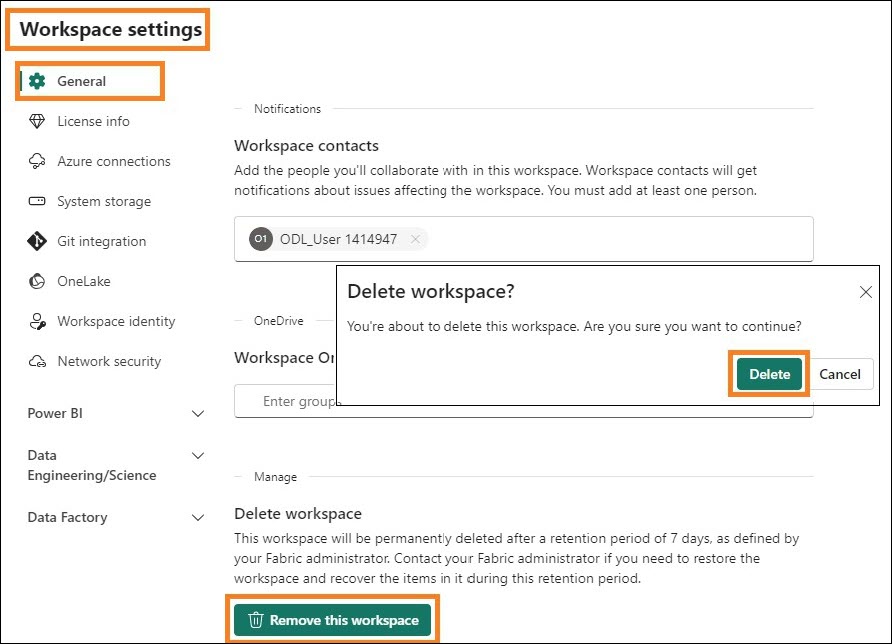 Workspace settings
General
License info
Azure connections
System storage
Git integration
OneLake
Workspace identity
Network security
Power BI
Data
Engineering/Science
Data Factory
Notifications
Workspace contacts
Add the people you'll collaborate with in this workspace. Workspace contacts will get
notifications about issues affecting the workspace. You must add at least one person.
O1 ODL_User 1414947
OneDrive
Workspace On
Enter group
Delete workspace?
You're about to delete this workspace. Are you sure you want to continue?
Delete Cancel
Manage
Delete workspace
This workspace will be permanently deleted after a retention period of 7 days, as defined by
your Fabric administrator. Contact your Fabric administrator if you need to restore the
workspace and recover the items in it during this retention period.
Remove this workspace